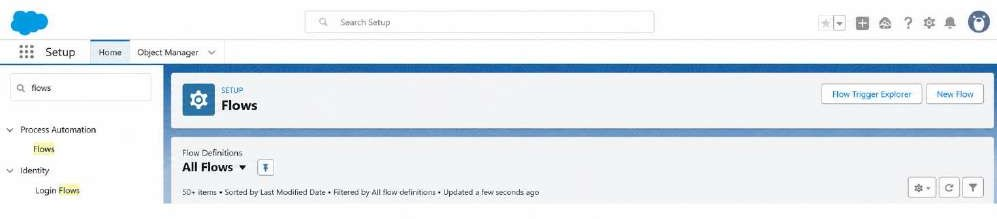 Search Setup
Setup
Home
Object Manager
flows
Process Automation
Flows
Identity
Login Flows
SETUP
Flows
Flow Trigger Explorer
New Flow
Flow Definitions
All Flows
50+ items • Sorted by Last Modified Date • Filtered by All flow definitions • Updated a few seconds ago